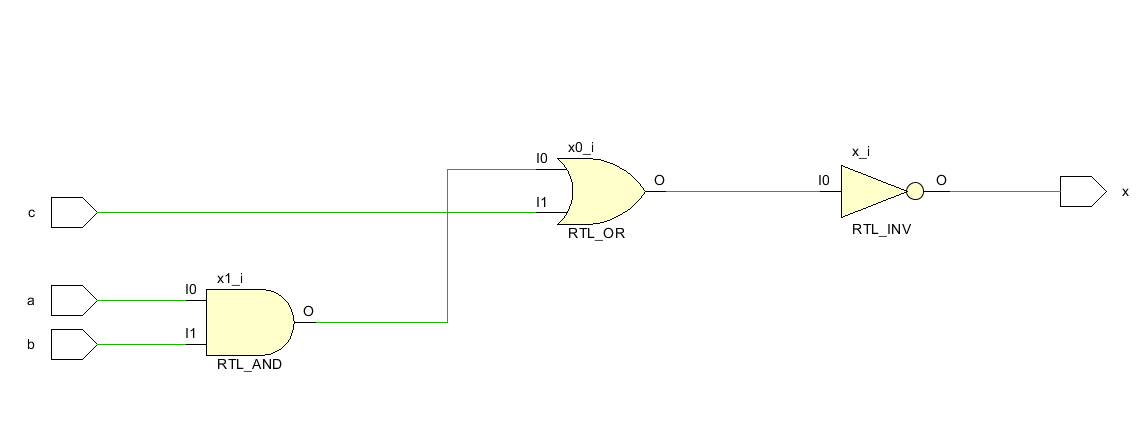 x0_i
I0
O
I1
RTL_OR
x_i
I0
O
RTL_INV
x
c
x1_i
a
I0
O
b
I1
RTL_AND